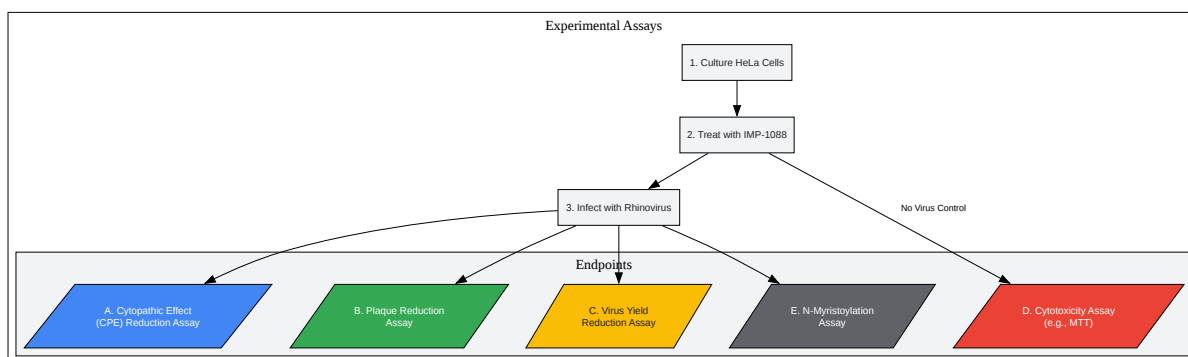 Experimental Assays
1. Culture HeLa Cells
2. Treat with IMP-1088
3. Infect with Rhinovirus
No Virus Control
Endpoints
A. Cytopathic Effect
(CPE) Reduction Assay
B. Plaque Reduction
Assay
C. Virus Yield
Reduction Assay
E. N-Myristoylation
Assay
D. Cytotoxicity Assay
(e.g., MTT)